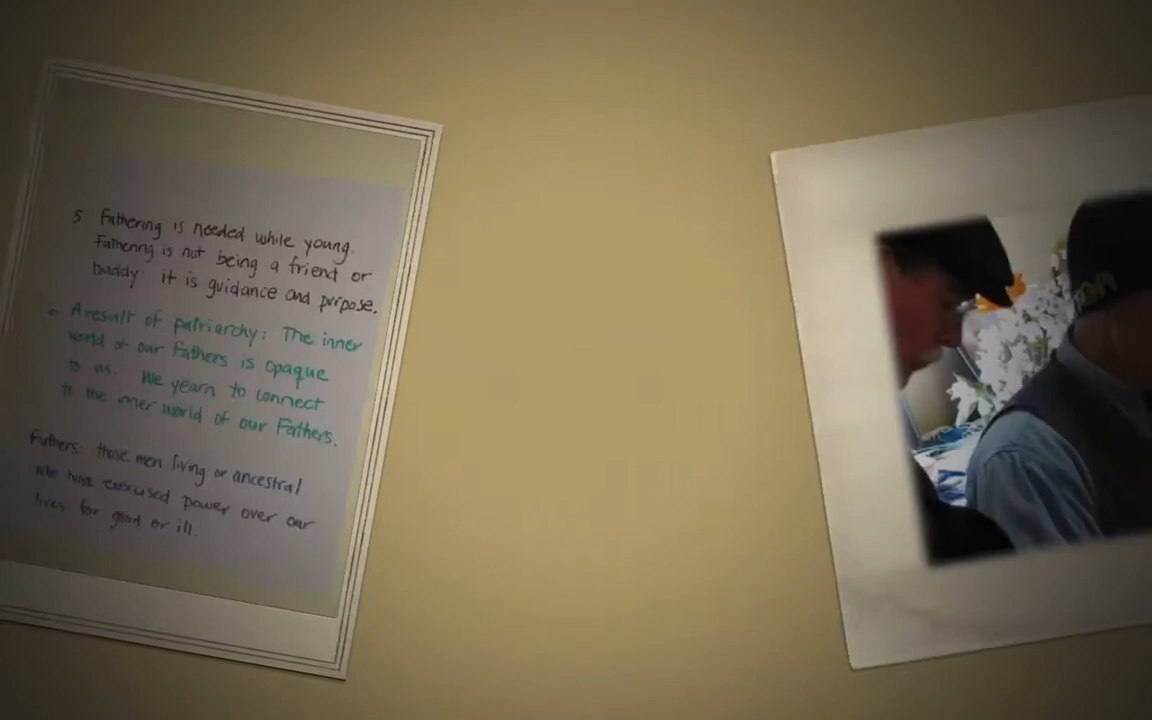 5 Fathering is needed while young.
Fathering is not being a friend or
buddy it is guidance and purpose.
A result of patriarchy: The inner
world of our Fathers is opaque
to us. We yearn to connect
to the inner world of our Fathers.
Fathers: those men living or ancestral
who have exercised power over our
lives for good or ill.